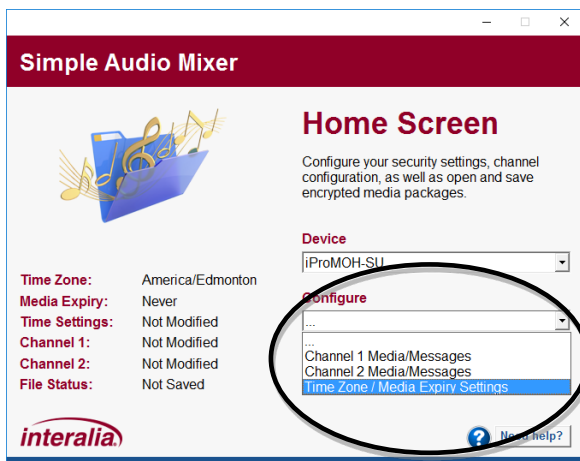 Simple Audio Mixer
Home Screen
Configure your security settings, channel
configuration, as well as open and save
encrypted media packages.
Device
iProMOH-SU
Configure
...
...
Channel 1 Media/Messages
Channel 2 Media/Messages
Time Zone / Media Expiry Settings
Time Zone: America/Edmonton
Media Expiry: Never
Time Settings: Not Modified
Channel 1: Not Modified
Channel 2: Not Modified
File Status: Not Saved
interalia
? Need help?